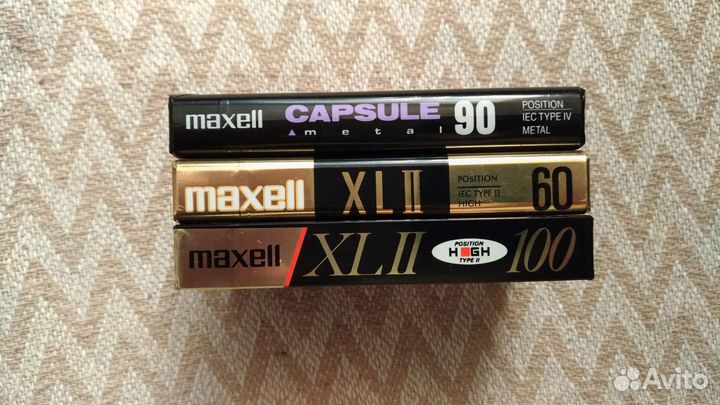 maxell CAPSULE metal 90 POSITION
IEC TYPE IV
METAL
maxell XLII POSITION
IEC TYPE II
HIGH 60
maxell XLII POSITION
HIGH
TYPE II 100
Avito